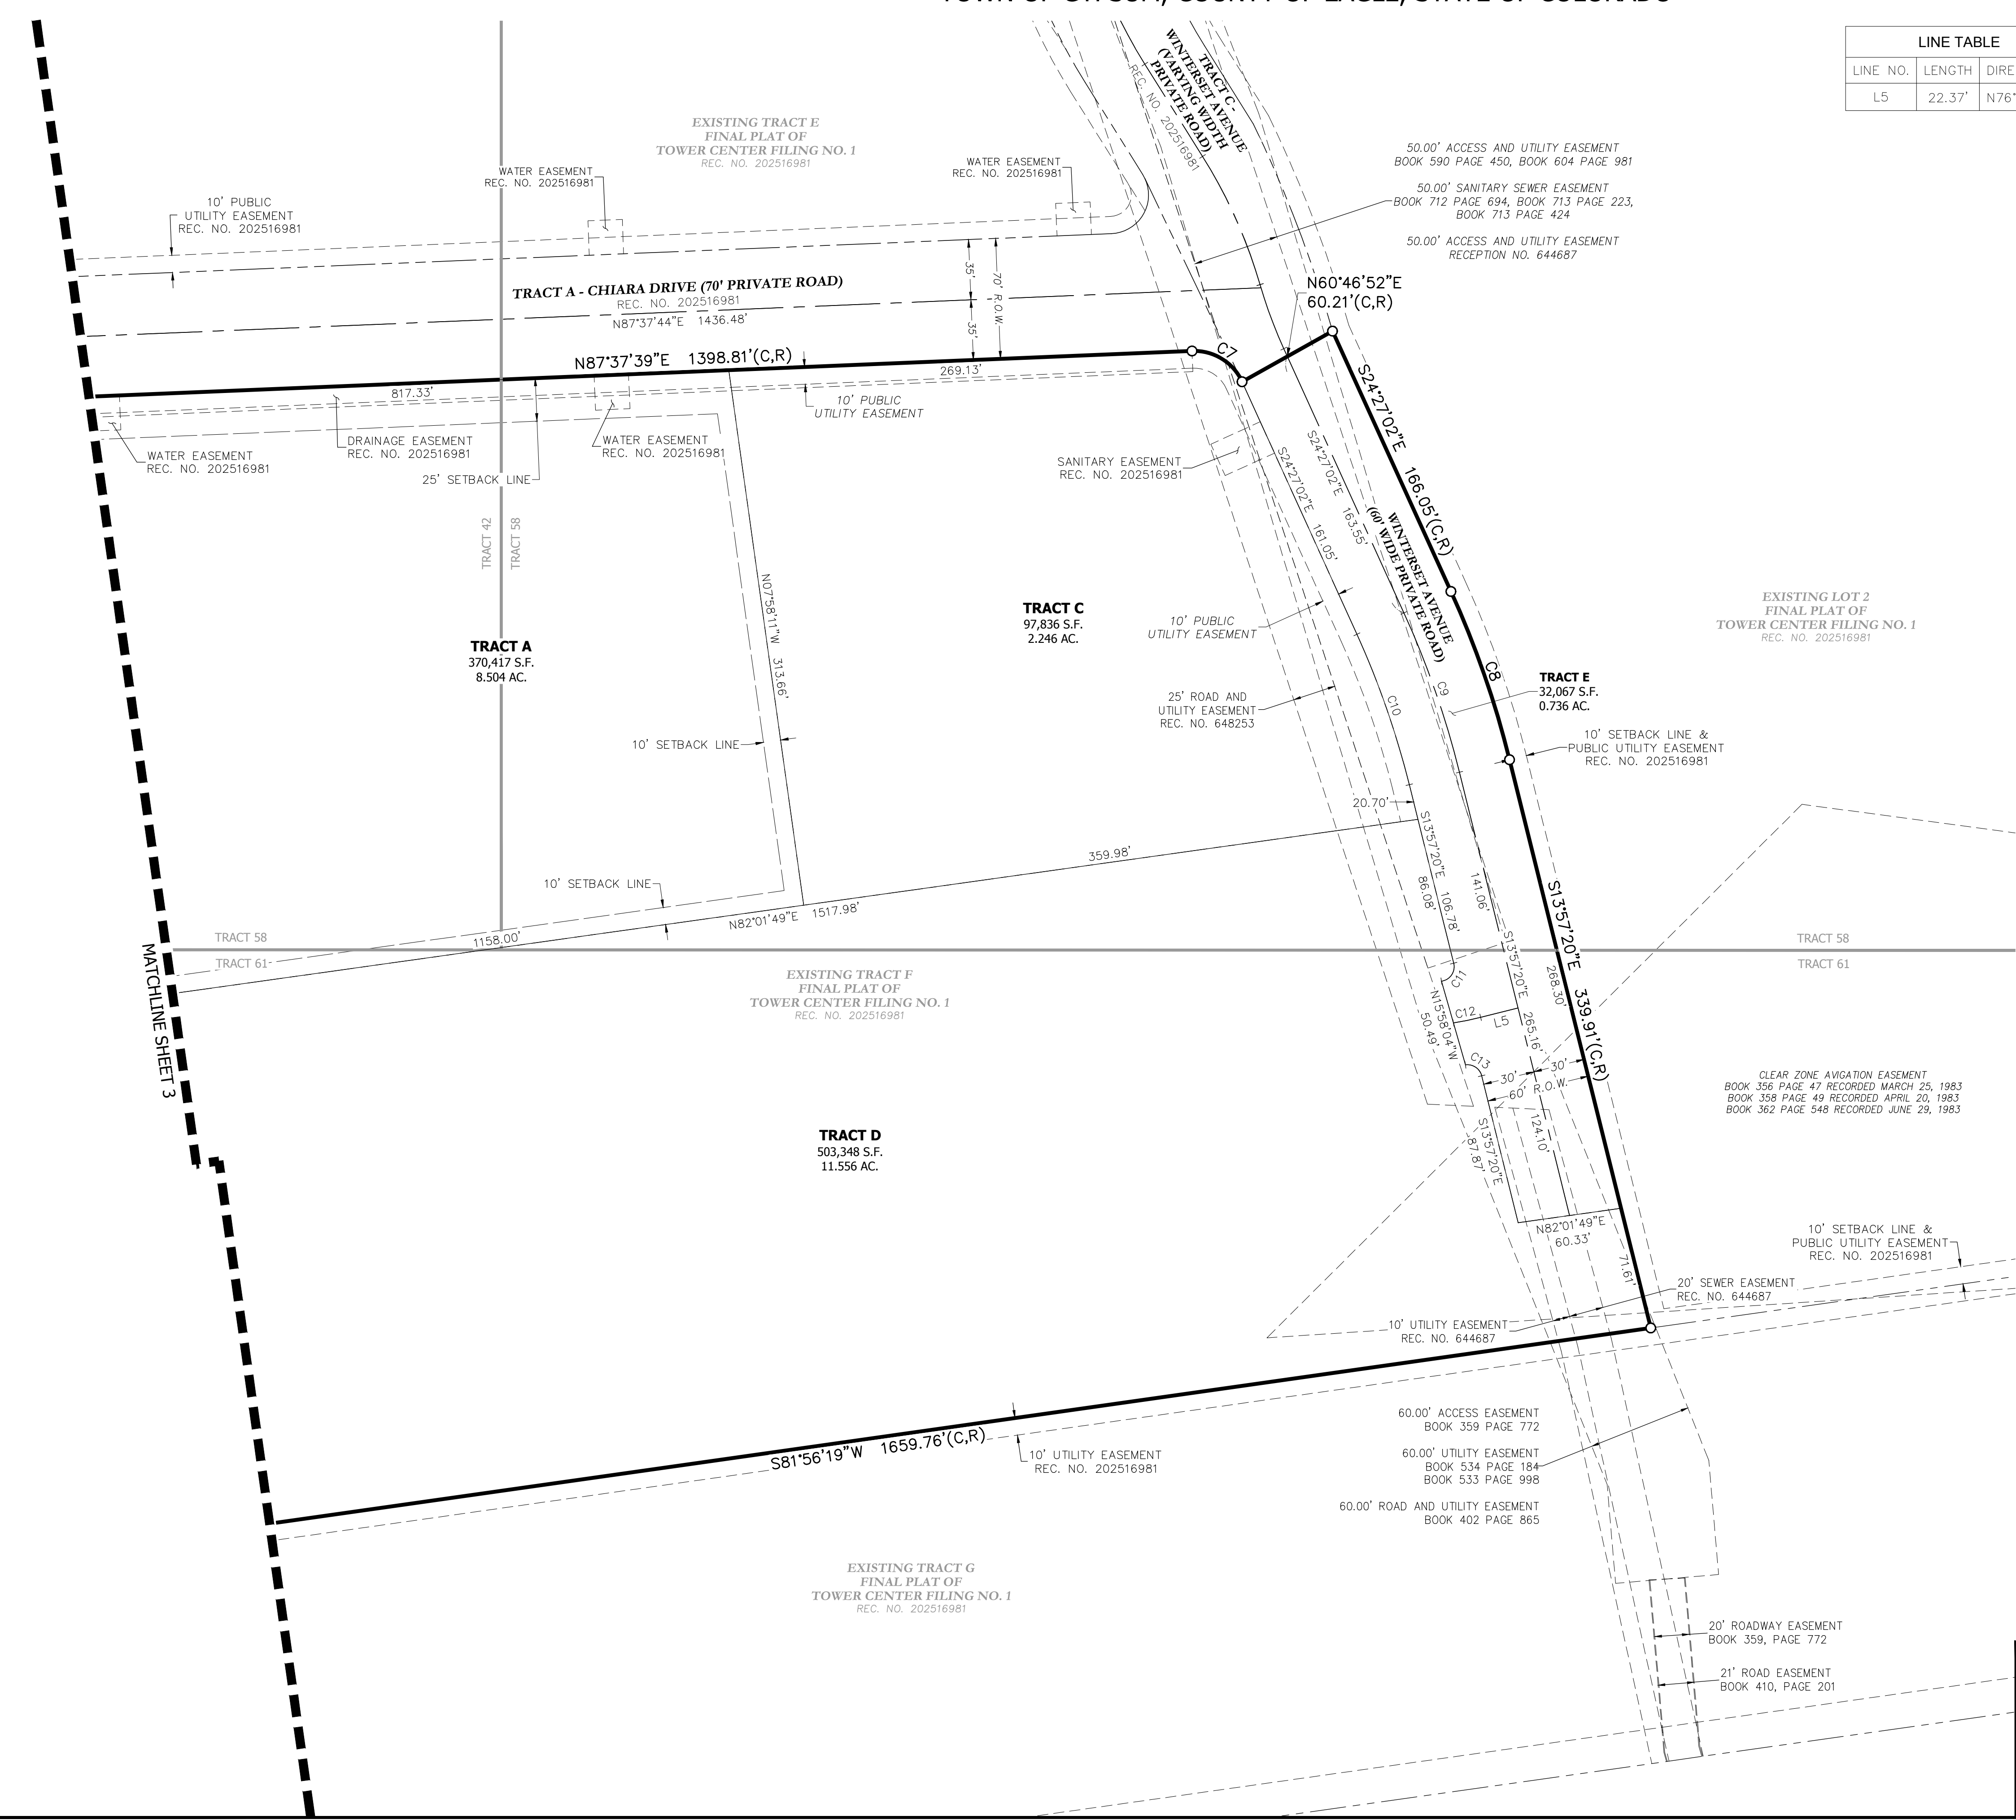 LINE TABLE
LINE NO. LENGTH
L5 22.37'
TRACT C -
WINTERSET AVENUE
(VARYING WIDTH
PRIVATE ROAD)
REC. NO. 202516981
EXISTING TRACT E
FINAL PLAT OF
TOWER CENTER FILING NO. 1
REC. NO. 202516981
WATER EASEMENT
REC. NO. 202516981
WATER EASEMENT
REC. NO. 202516981
10' PUBLIC
UTILITY EASEMENT
REC. NO. 202516981
50.00' ACCESS AND UTILITY EASEMENT
BOOK 590 PAGE 450, BOOK 604 PAGE 981
50.00' SANITARY SEWER EASEMENT
BOOK 712 PAGE 694, BOOK 713 PAGE 223,
BOOK 713 PAGE 424
50.00' ACCESS AND UTILITY EASEMENT
RECEPTION NO. 644687
TRACT A - CHIARA DRIVE (70' PRIVATE ROAD)
REC. NO. 202516981
N87°37'44"E 1436.48'
35'
35'
70' R.O.W.
N60°46'52"E
60.21'(C,R)
N87°37'39"E 1398.81'(C,R)
C7
817.33'
269.13'
10' PUBLIC
UTILITY EASEMENT
WATER EASEMENT
REC. NO. 202516981
DRAINAGE EASEMENT
REC. NO. 202516981
25' SETBACK LINE
WATER EASEMENT
REC. NO. 202516981
SANITARY EASEMENT
REC. NO. 202516981
S24°27'02"E 161.05'
S24°27'02"E 163.55'
S24°27'02"E 166.05'(C,R)
WINTERSET AVENUE
(60' WIDE PRIVATE ROAD)
TRACT 42
TRACT 58
N07°58'11"W 313.66'
TRACT A
370,417 S.F.
8.504 AC.
TRACT C
97,836 S.F.
2.246 AC.
10' PUBLIC
UTILITY EASEMENT
EXISTING LOT 2
FINAL PLAT OF
TOWER CENTER FILING NO. 1
REC. NO. 202516981
C8
C9
C10
TRACT E
32,067 S.F.
0.736 AC.
25' ROAD AND
UTILITY EASEMENT
REC. NO. 648253
10' SETBACK LINE
10' SETBACK LINE &
PUBLIC UTILITY EASEMENT
REC. NO. 202516981
20.70'
359.98'
10' SETBACK LINE
N82°01'49"E 1517.98'
1158.00'
S13°57'20"E 106.78'
86.08'
141.06'
S13°57'20"E 265.16'
S13°57'20"E 339.91'(C,R)
268.30'
TRACT 58
TRACT 61
TRACT 58
TRACT 61
MATCHLINE SHEET 3
EXISTING TRACT F
FINAL PLAT OF
TOWER CENTER FILING NO. 1
REC. NO. 202516981
C11
C12
L5
N15°58'04"W
50.49'
C13
30'
30'
60' R.O.W.
CLEAR ZONE AVIGATION EASEMENT
BOOK 356 PAGE 47 RECORDED MARCH 25, 1983
BOOK 358 PAGE 49 RECORDED APRIL 20, 1983
BOOK 362 PAGE 548 RECORDED JUNE 29, 1983
TRACT D
503,348 S.F.
11.556 AC.
S13°57'20"E
87.87'
124.10'
N82°01'49"E
60.33'
71.61'
10' SETBACK LINE &
PUBLIC UTILITY EASEMENT
REC. NO. 202516981
20' SEWER EASEMENT
REC. NO. 644687
10' UTILITY EASEMENT
REC. NO. 644687
60.00' ACCESS EASEMENT
BOOK 359 PAGE 772
60.00' UTILITY EASEMENT
BOOK 534 PAGE 184
BOOK 533 PAGE 998
60.00' ROAD AND UTILITY EASEMENT
BOOK 402 PAGE 865
S81°56'19"W 1659.76'(C,R)
10' UTILITY EASEMENT
REC. NO. 202516981
EXISTING TRACT G
FINAL PLAT OF
TOWER CENTER FILING NO. 1
REC. NO. 202516981
20' ROADWAY EASEMENT
BOOK 359, PAGE 772
21' ROAD EASEMENT
BOOK 410, PAGE 201